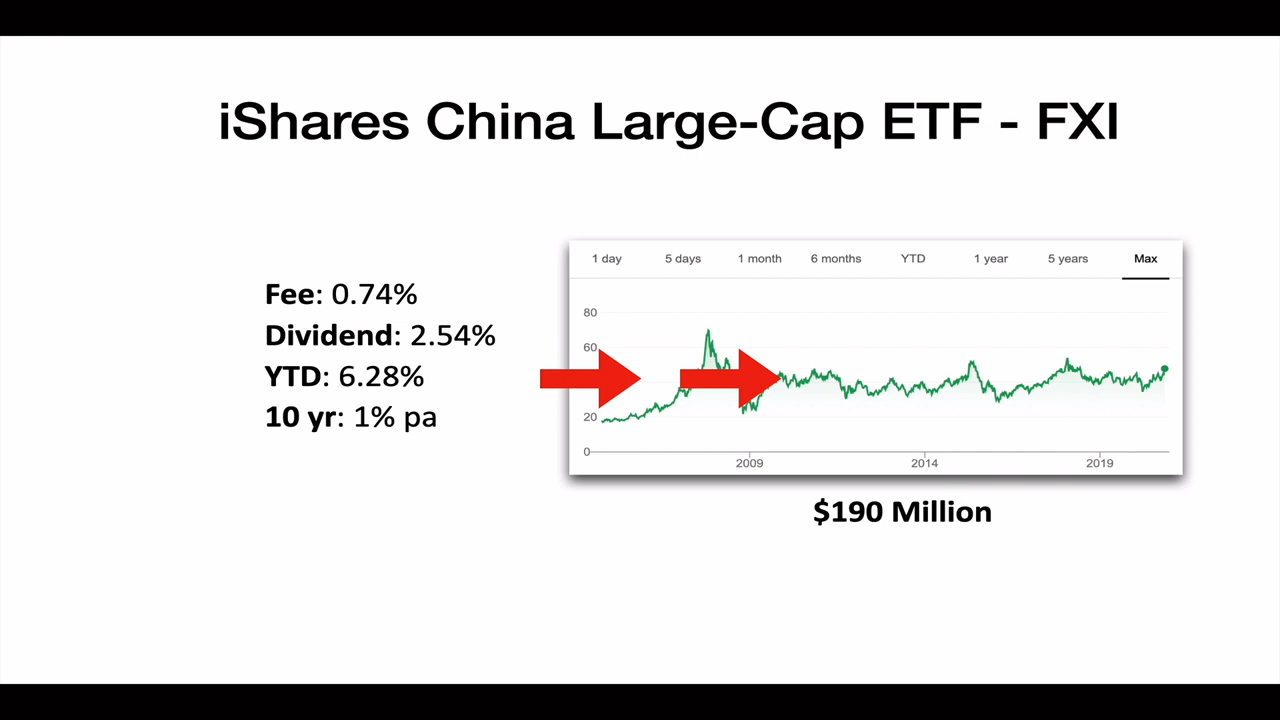 iShares China Large-Cap ETF - FXI
Fee: 0.74%
Dividend: 2.54%
YTD: 6.28%
10 yr: 1% pa
1 day 5 days 1 month 6 months YTD 1 year 5 years Max
80
60
20
0
2009 2014 2019
$190 Million